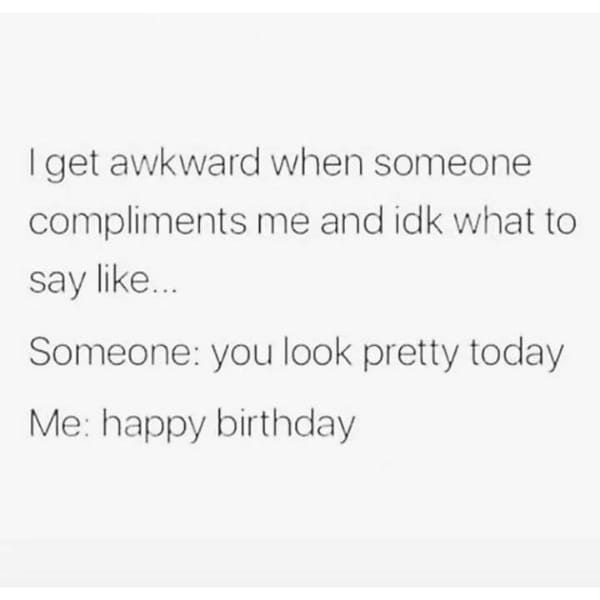 I get awkward when someone
compliments me and idk what to
say like...
Someone: you look pretty today
Me: happy birthday